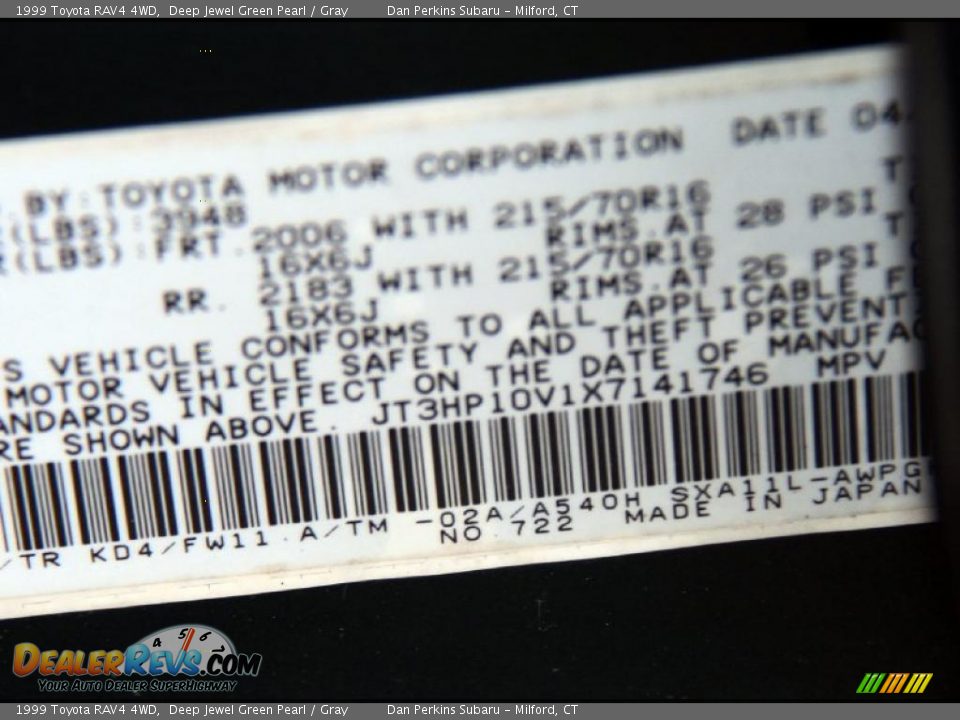 1999 Toyota RAV4 4WD, Deep Jewel Green Pearl / Gray Dan Perkins Subaru - Milford, CT
BY TOYOTA MOTOR CORPORATION DATE 04
(LBS):3948
(LBS):FRT 2006 WITH 215/70R16
16X6J RIMS.AT 28 PSI
RR. 2183 WITH 215/70R16
16X6J RIMS.AT 26 PSI
S VEHICLE CONFORMS TO ALL APPLICABLE F
MOTOR VEHICLE SAFETY AND THEFT PREVENT
ANDARDS IN EFFECT ON THE DATE OF MANUFAC
RE SHOWN ABOVE. JT3HP10V1X7141746 MPV
/TR KD4/FW11.A/TM -02A/A540H SXA11L-AWPG
NO.722 MADE IN JAPAN
4 5 6
DEALERREVS.COM
YOUR AUTO DEALER SUPERHIGHWAY
1999 Toyota RAV4 4WD, Deep Jewel Green Pearl / Gray Dan Perkins Subaru - Milford, CT